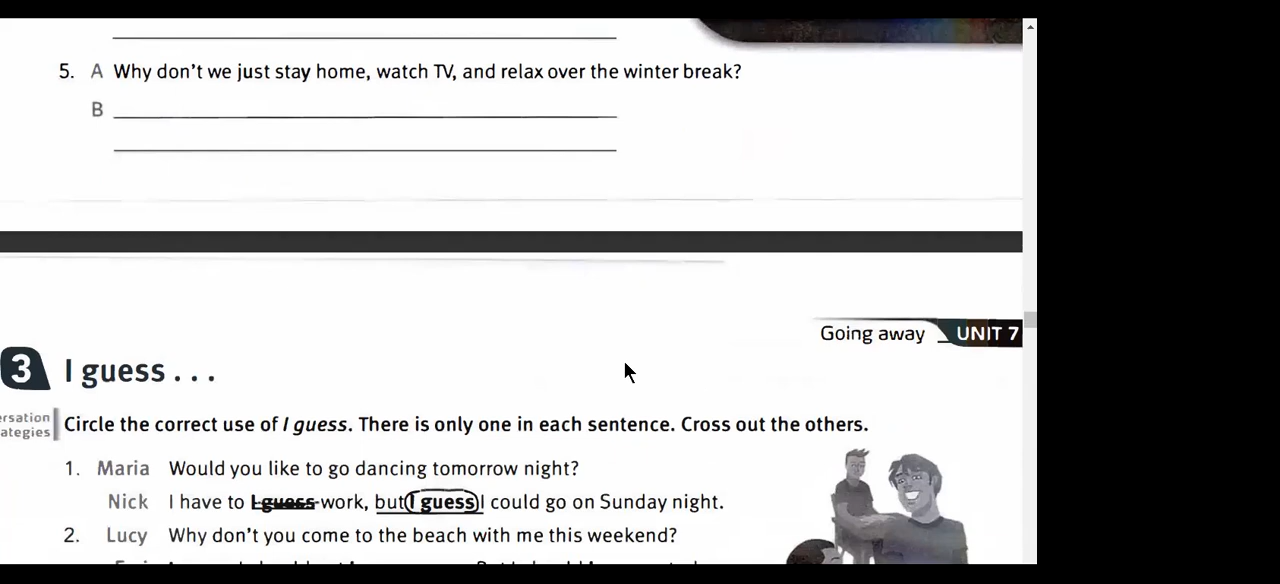 5. A Why don't we just stay home, watch TV, and relax over the winter break?
B
Going away UNIT 7
3 I guess . . .
ersation
ategies
Circle the correct use of I guess. There is only one in each sentence. Cross out the others.
1. Maria Would you like to go dancing tomorrow night?
Nick I have to I guess work, but I guess I could go on Sunday night.
2. Lucy Why don't you come to the beach with me this weekend?